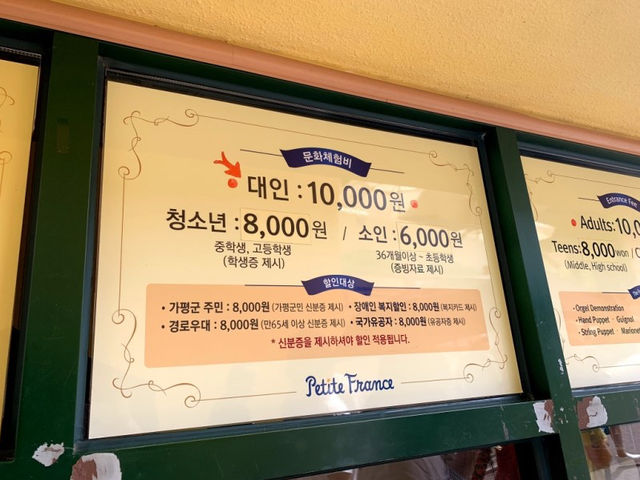 문화체험비
대인 : 10,000원
청소년 : 8,000원 / 소인 : 6,000원
중학생, 고등학생 36개월이상 ~ 초등학생
(학생증 제시) (증빙자료 제시)
할인대상
• 가평군 주민 : 8,000원 (가평군민 신분증 제시) • 장애인 복지할인 : 8,000원 (복지카드 제시)
• 경로우대 : 8,000원 (만65세 이상 신분증 제시) • 국가유공자 : 8,000원 (유공자증 제시)
* 신분증을 제시하셔야 할인 적용됩니다.
Petite France
Entrance Fee
Adults: 10,0
Teens: 8,000won / C
(Middle, High school)
• Orgel Demonstration
• Hand Puppet - Guignol
• String Puppet - Marionet